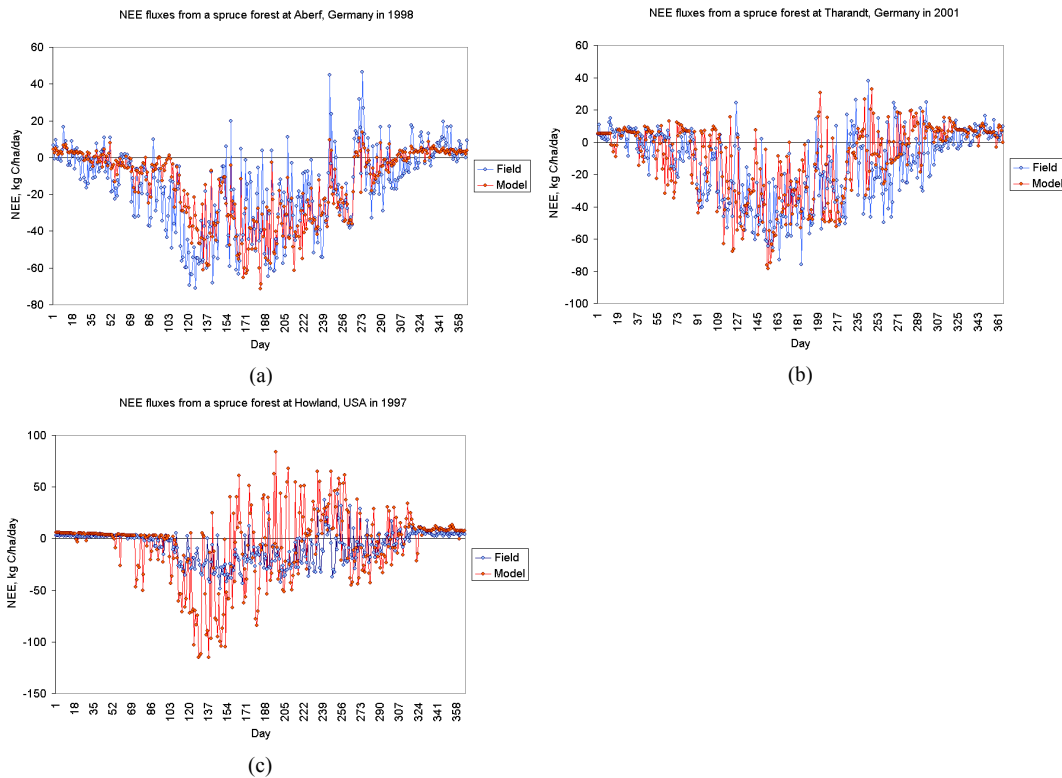 NEE fluxes from a spruce forest at Aberf, Germany in 1998
60
40
20
0
-20
-40
-60
-80
NEE, kg C/ha/day
1 18 35 52 69 86 103 120 137 154 171 188 205 222 239 256 273 290 307 324 341 358
Day
Field
Model
(a)
NEE fluxes from a spruce forest at Tharandt, Germany in 2001
60
40
20
0
-20
-40
-60
-80
-100
NEE, kg C/ha/day
1 19 37 55 73 91 109 127 145 163 181 199 217 235 253 271 289 307 325 343 361
Day
Field
Model
(b)
NEE fluxes from a spruce forest at Howland, USA in 1997
100
50
0
-50
-100
-150
NEE, kg C/ha/day
1 18 35 52 69 86 103 120 137 154 171 188 205 222 239 256 273 290 307 324 341 358
Day
Field
Model
(c)